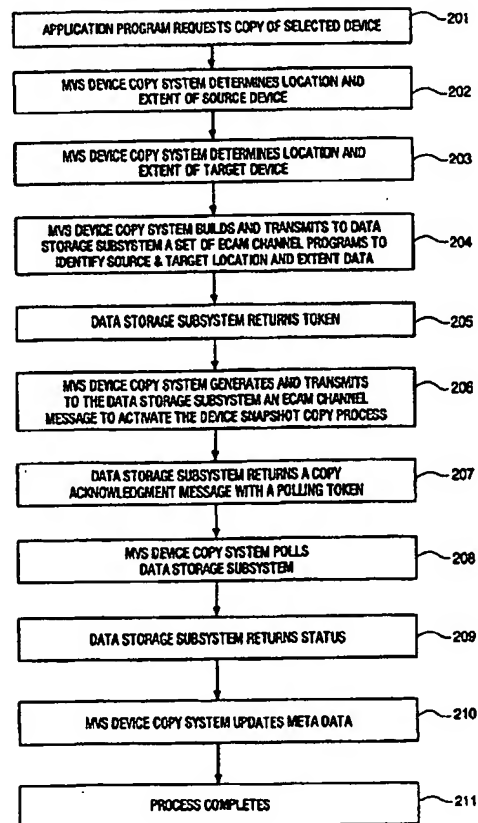 APPLICATION PROGRAM REQUESTS COPY OF SELECTED DEVICE
201
MVS DEVICE COPY SYSTEM DETERMINES LOCATION AND
EXTENT OF SOURCE DEVICE
202
MVS DEVICE COPY SYSTEM DETERMINES LOCATION AND
EXTENT OF TARGET DEVICE
203
MVS DEVICE COPY SYSTEM BUILDS AND TRANSMITS TO DATA
STORAGE SUBSYSTEM A SET OF ECAM CHANNEL PROGRAMS TO
IDENTIFY SOURCE & TARGET LOCATION AND EXTENT DATA
204
DATA STORAGE SUBSYSTEM RETURNS TOKEN
205
MVS DEVICE COPY SYSTEM GENERATES AND TRANSMITS
TO THE DATA STORAGE SUBSYSTEM AN ECAM CHANNEL
MESSAGE TO ACTIVATE THE DEVICE SNAPSHOT COPY PROCESS
206
DATA STORAGE SUBSYSTEM RETURNS A COPY
ACKNOWLEDGMENT MESSAGE WITH A POLLING TOKEN
207
MVS DEVICE COPY SYSTEM POLLS
DATA STORAGE SUBSYSTEM
208
DATA STORAGE SUBSYSTEM RETURNS STATUS
209
MVS DEVICE COPY SYSTEM UPDATES META DATA
210
PROCESS COMPLETES
211